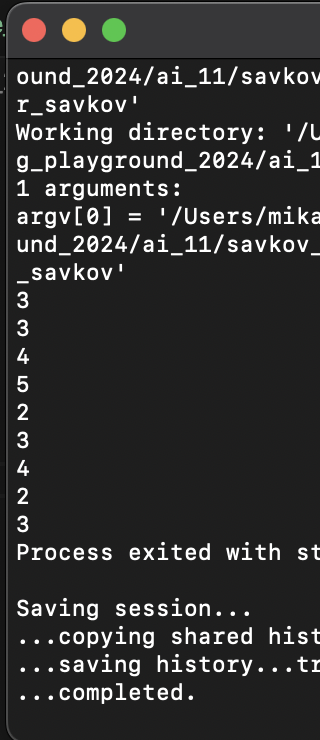 ound_2024/ai_11/savkov
r_savkov'
Working directory: '/U
g_playground_2024/ai_1
1 arguments:
argv[0] = '/Users/mika
und_2024/ai_11/savkov_
_savkov'
3
3
4
5
2
3
4
2
3
Process exited with st
Saving session...
...copying shared hist
...saving history...tr
...completed.